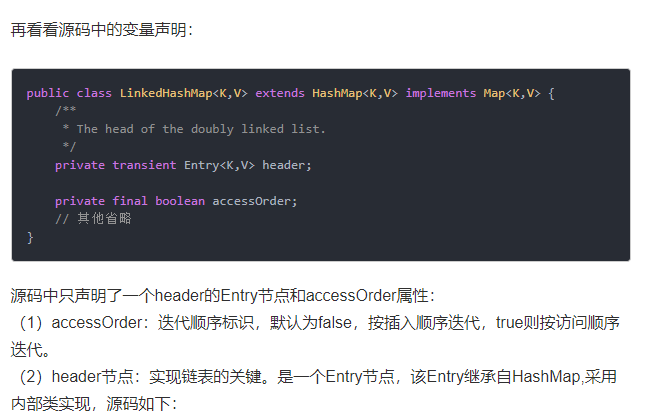 再看看源码中的变量声明：
public class LinkedHashMap<K,V> extends HashMap<K,V> implements Map<K,V> {
    /**
     * The head of the doubly linked list.
     */
    private transient Entry<K,V> header;
    private final boolean accessOrder;
    // 其他省略
}
源码中只声明了一个header的Entry节点和accessOrder属性：
（1）accessOrder：迭代顺序标识，默认为false，按插入顺序迭代，true则按访问顺序
迭代。
（2）header节点：实现链表的关键。是一个Entry节点，该Entry继承自HashMap,采用
内部类实现，源码如下：